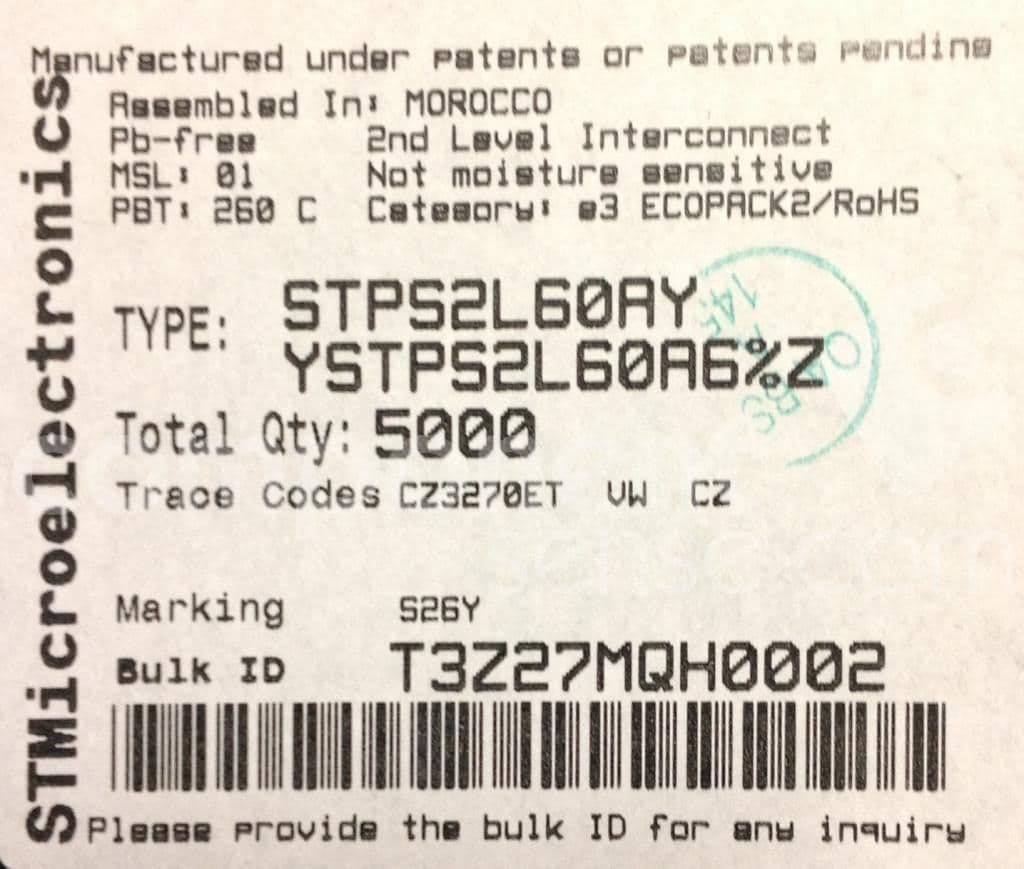 Manufactured under patents or patents pending
STMicroelectronics
Assembled In: MOROCCO
Pb-free 2nd Level Interconnect
MSL: 01 Not moisture sensitive
PBT: 260 C Category: e3 ECOPACK2/RoHS
TYPE: STPS2L60AY
YSTPS2L60A6%Z
Total Qty: 5000
Trace Codes CZ3270ET VW CZ
Marking S26Y
Bulk ID T3Z27MQH0002
Please provide the bulk ID for any inquiry